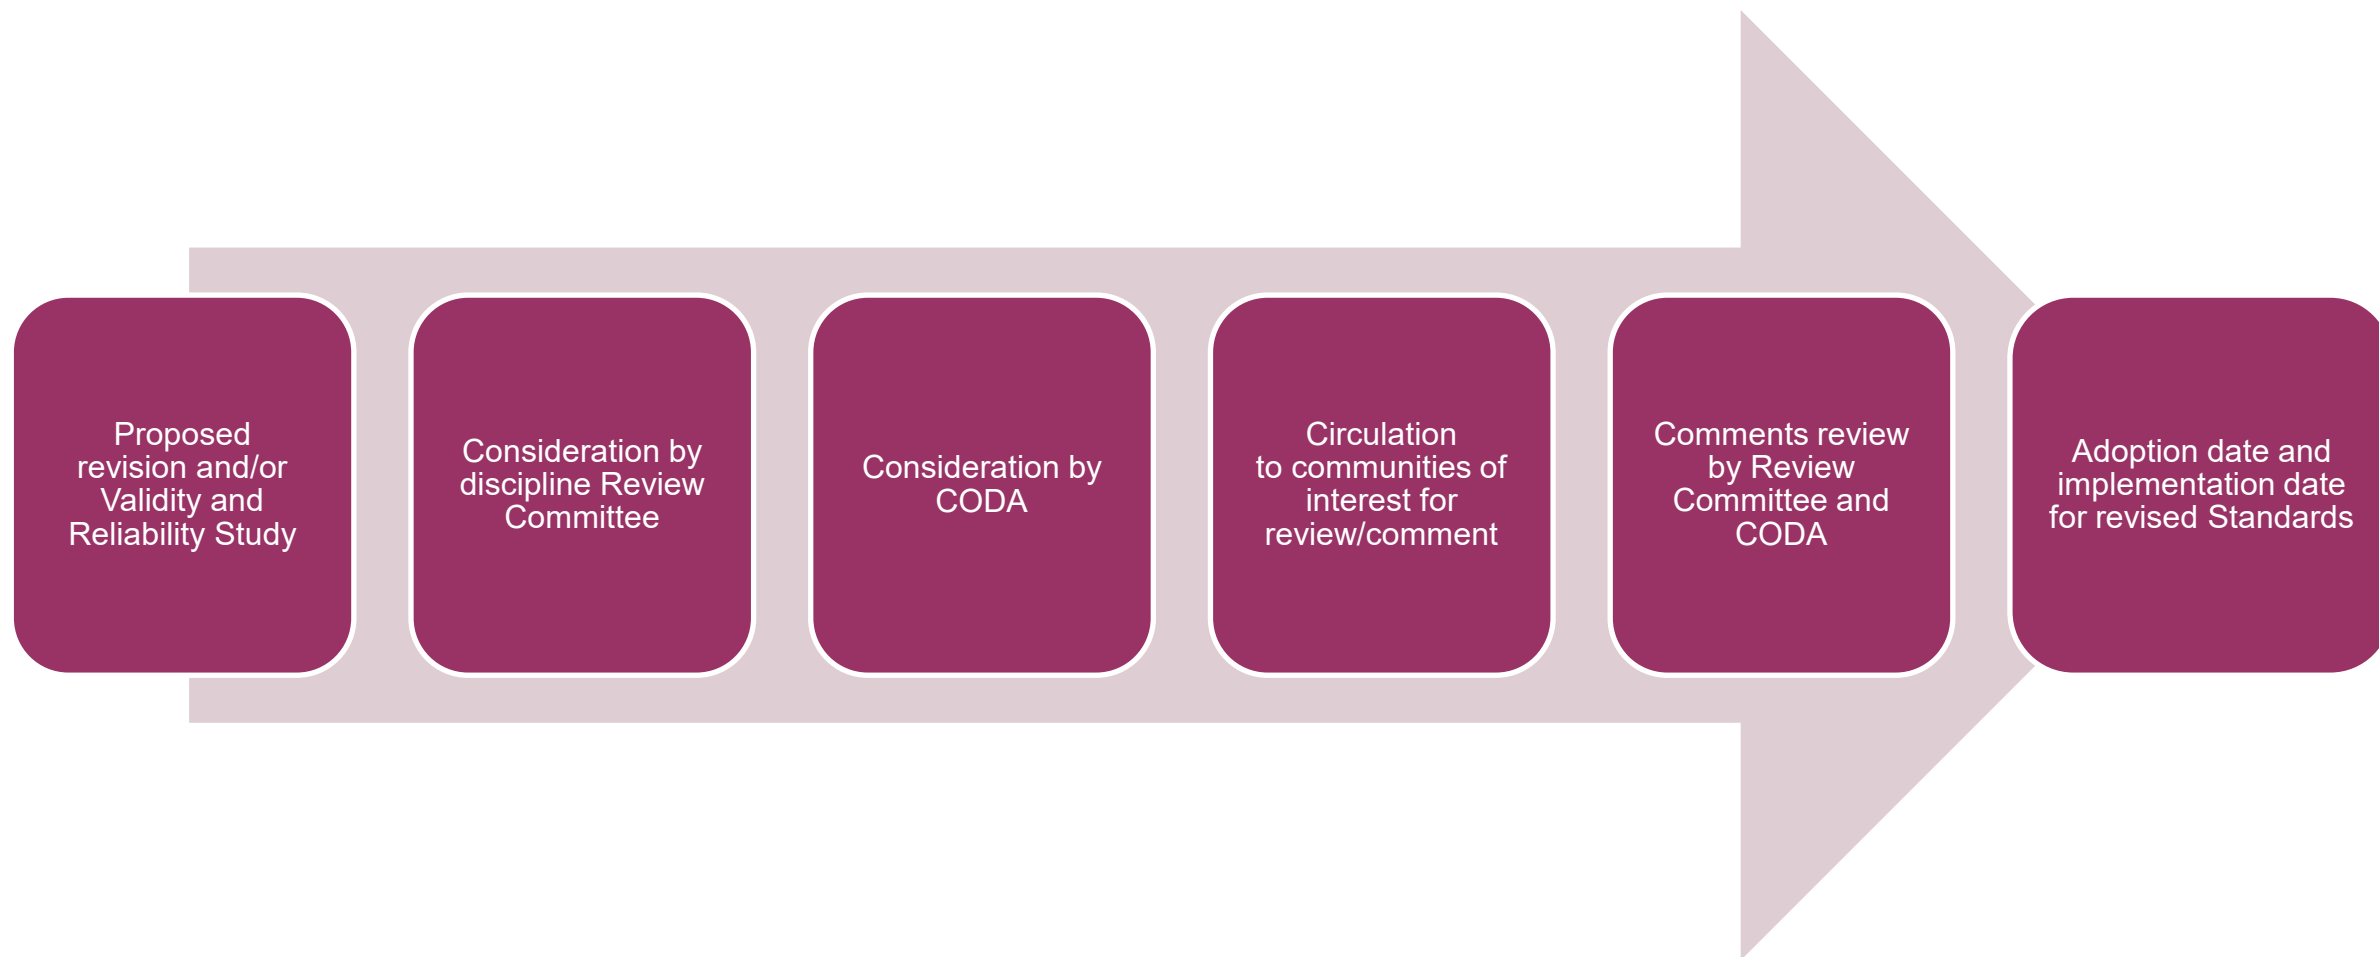 Proposed
revision and/or
Validity and
Reliability Study
Consideration by
discipline Review
Committee
Consideration by
CODA
Circulation
to communities of
interest for
review/comment
Comments review
by Review
Committee and
CODA
Adoption date and
implementation date
for revised Standards